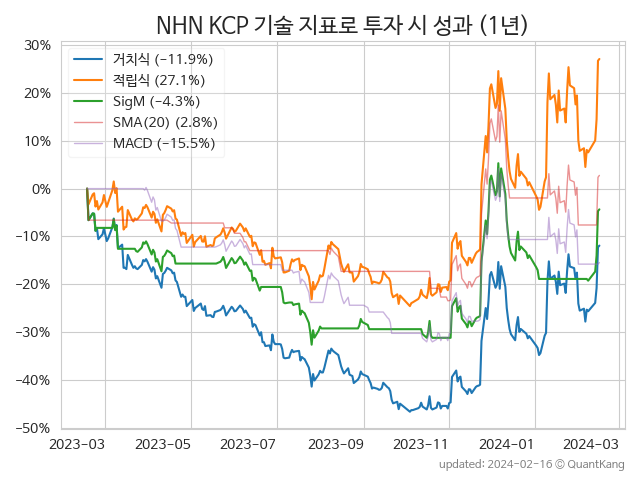 NHN KCP 기술 지표로 투자 시 성과 (1년)
30%
20%
10%
0%
−10%
−20%
−30%
−40%
−50%
거치식 (−11.9%)
적립식 (27.1%)
SigM (−4.3%)
SMA(20) (2.8%)
MACD (−15.5%)
2023-03 2023-05 2023-07 2023-09 2023-11 2024-01 2024-03
updated: 2024-02-16 © QuantKang